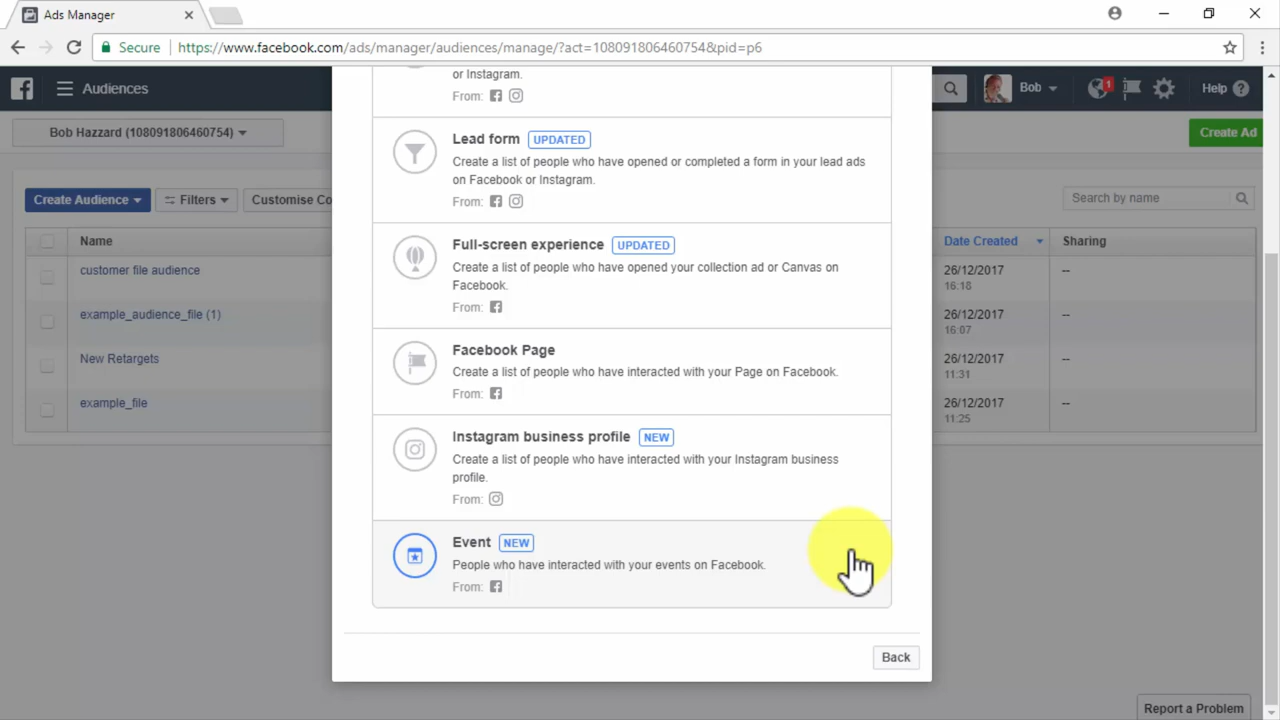 Ads Manager
Secure
https://www.facebook.com/ads/manager/audiences/manage/?act=108091806460754&pid=p6
Audiences
Bob
1
Help
Bob Hazzard (108091806460754)
Create Ad
Create Audience
Filters
Customise Co
Search by name
Name
Date Created
Sharing
customer file audience
26/12/2017
16:18
--
example_audience_file (1)
26/12/2017
16:07
--
New Retargets
26/12/2017
11:31
--
example_file
26/12/2017
11:25
--
or Instagram.
From:
Lead form UPDATED
Create a list of people who have opened or completed a form in your lead ads
on Facebook or Instagram.
From:
Full-screen experience UPDATED
Create a list of people who have opened your collection ad or Canvas on
Facebook.
From:
Facebook Page
Create a list of people who have interacted with your Page on Facebook.
From:
Instagram business profile NEW
Create a list of people who have interacted with your Instagram business
profile.
From:
Event NEW
People who have interacted with your events on Facebook.
From:
Back
Report a Problem